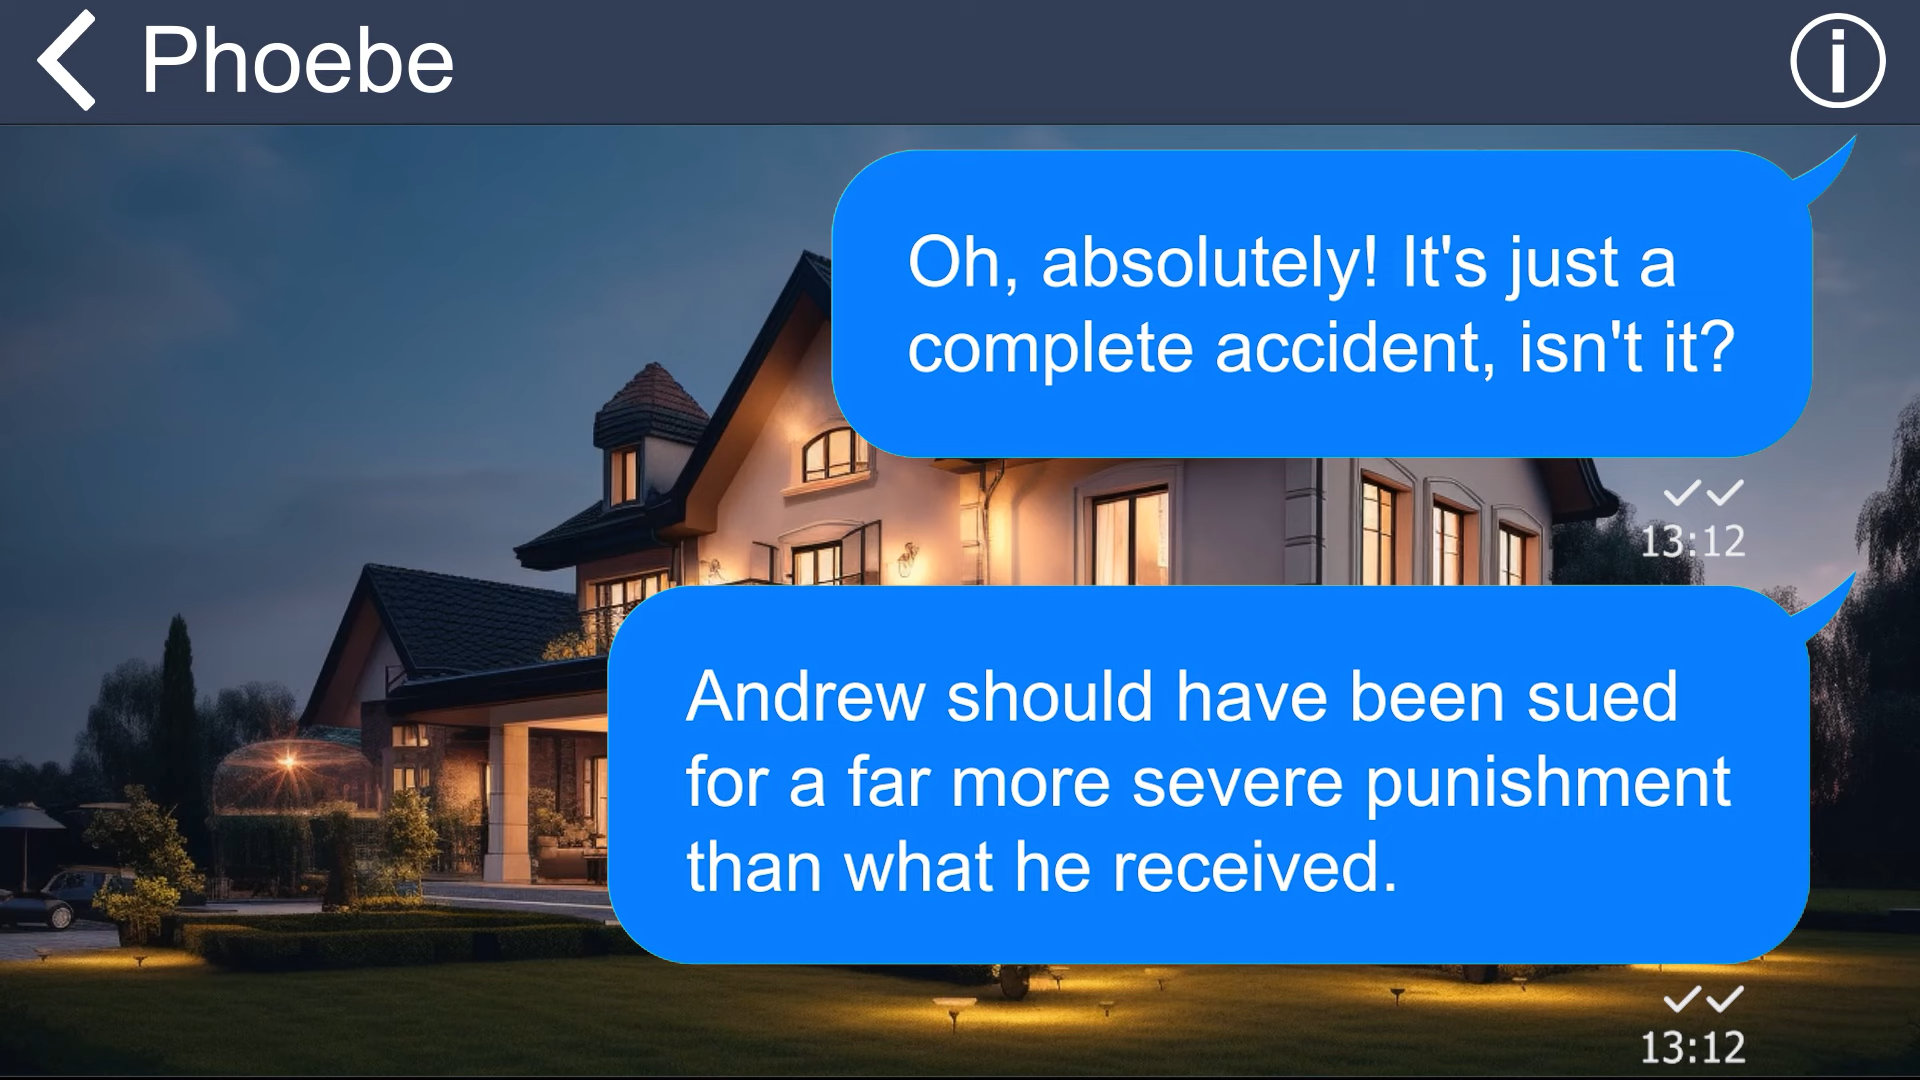 Phoebe
Oh, absolutely! It's just a
complete accident, isn't it?
13:12
Andrew should have been sued
for a far more severe punishment
than what he received.
13:12